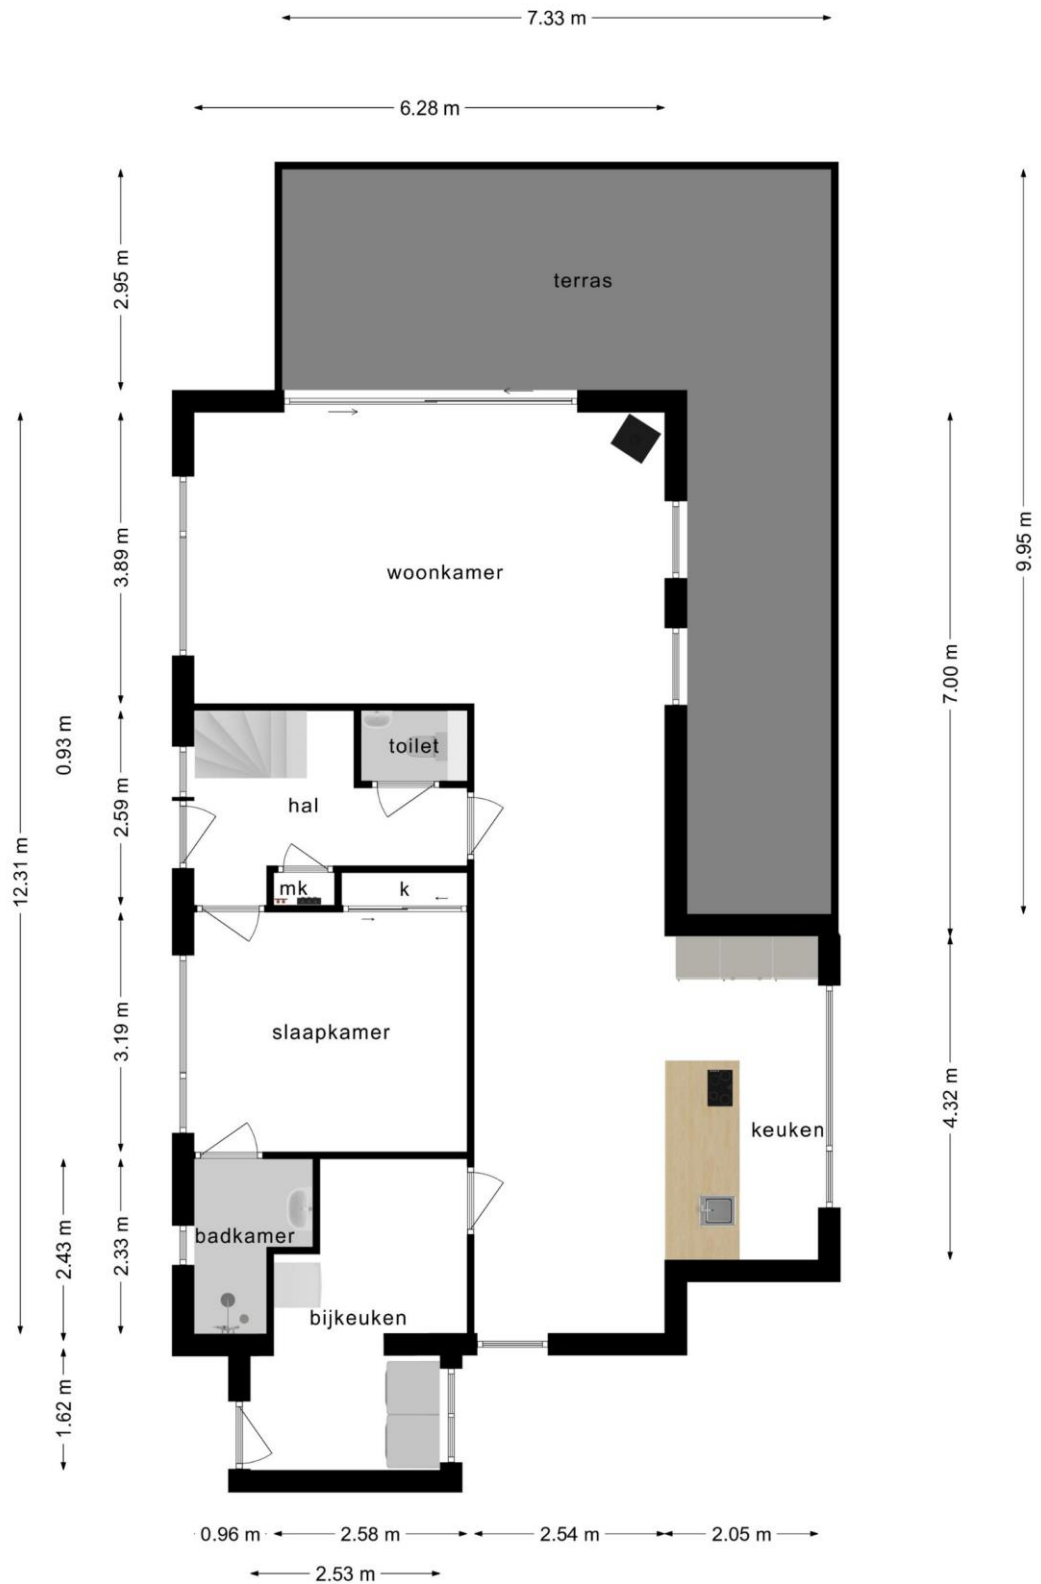 7.33 m
6.28 m
2.95 m
terras
3.89 m
9.95 m
woonkamer
7.00 m
0.93 m
toilet
2.59 m
hal
12.31 m
mk
k
3.19 m
slaapkamer
4.32 m
keuken
2.43 m
2.33 m
badkamer
bijkeuken
1.62 m
0.96 m
2.58 m
2.54 m
2.05 m
2.53 m